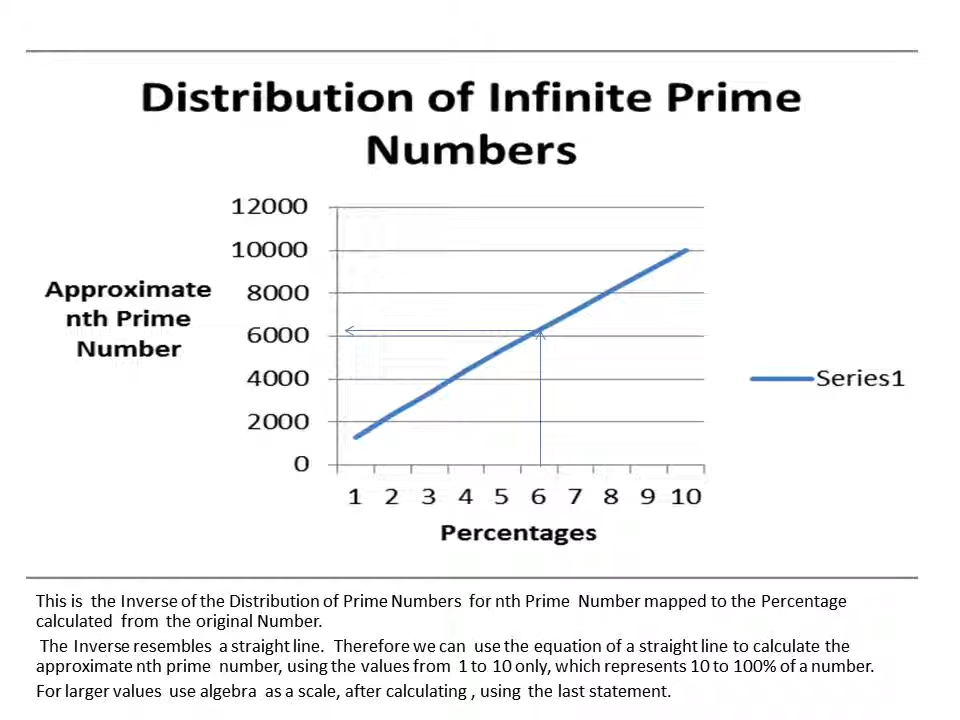 Distribution of Infinite Prime
Numbers
12000
10000
8000
6000
4000
2000
0
Approximate
nth Prime
Number
Series1
1 2 3 4 5 6 7 8 9 10
Percentages
This is the Inverse of the Distribution of Prime Numbers for nth Prime Number mapped to the Percentage
calculated from the original Number.
The Inverse resembles a straight line. Therefore we can use the equation of a straight line to calculate the
approximate nth prime number, using the values from 1 to 10 only, which represents 10 to 100% of a number.
For larger values use algebra as a scale, after calculating , using the last statement.